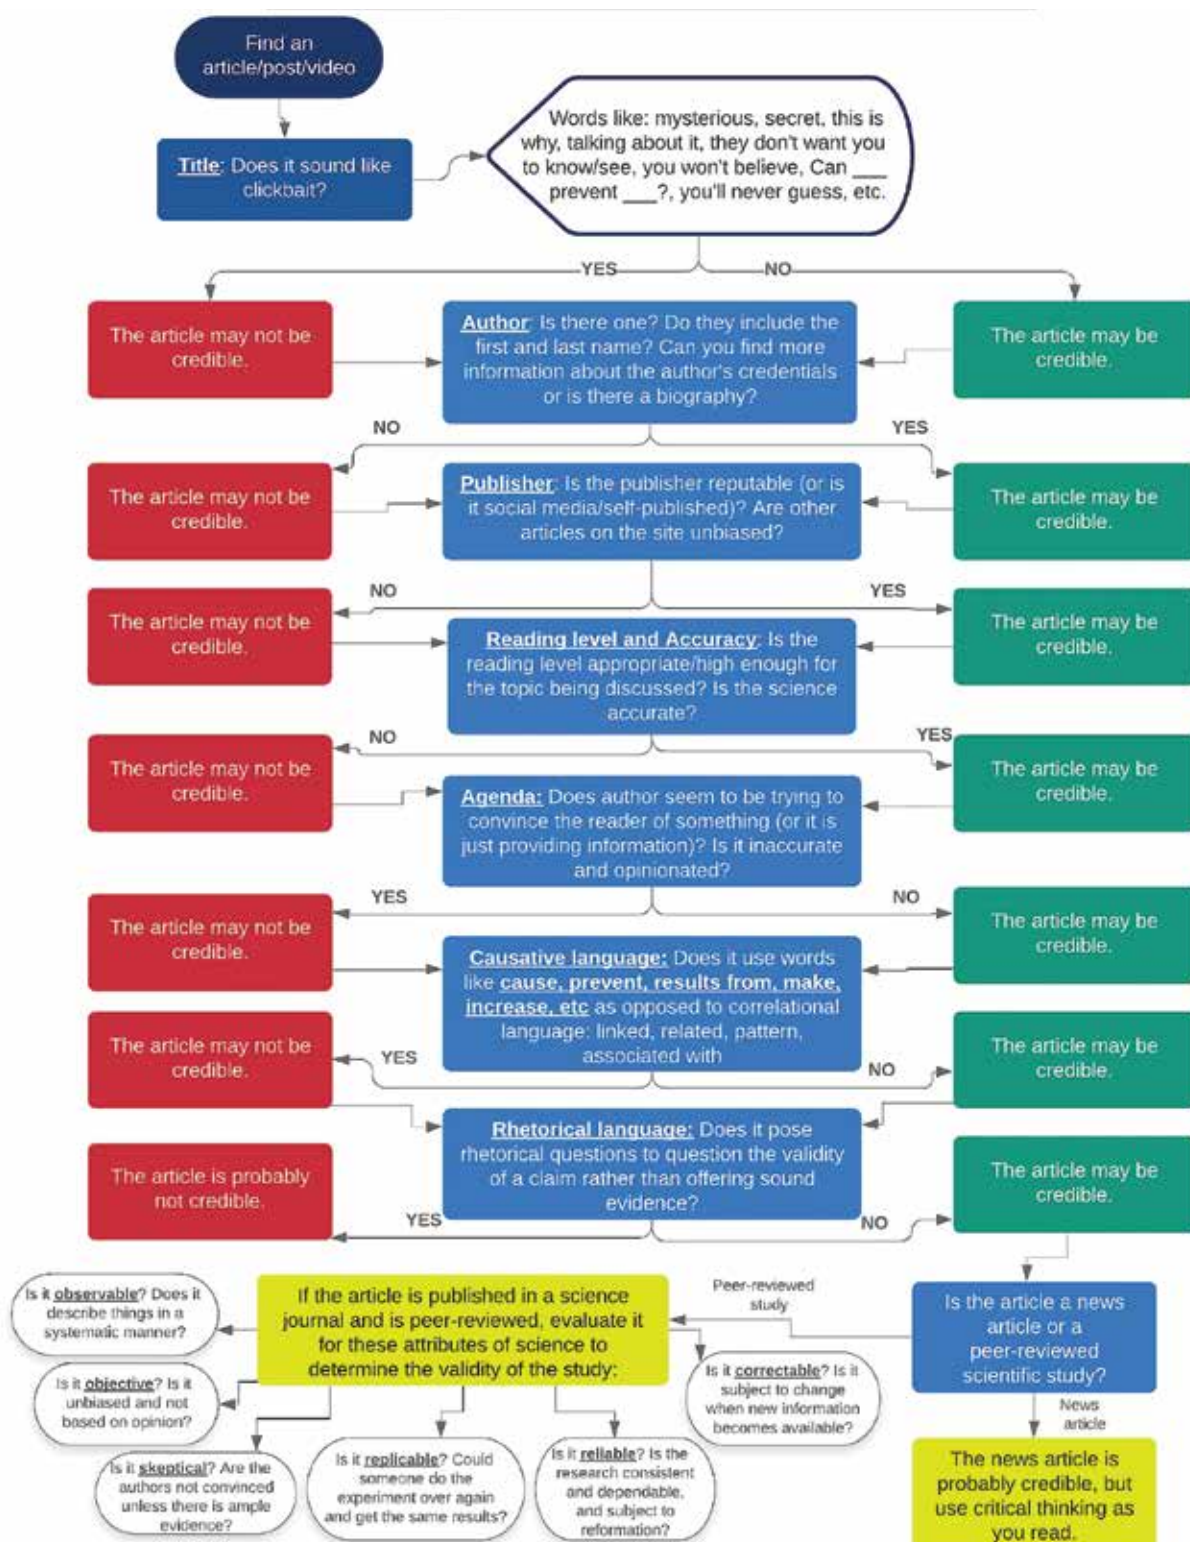 Find an
article/post/video
Title: Does it sound like
clickbait?
Words like: mysterious, secret, this is
why, talking about it, they don't want you
to know/see, you won't believe, Can ___
prevent ___?, you'll never guess, etc.
YES
NO
The article may not be
credible.
Author: Is there one? Do they include the
first and last name? Can you find more
information about the author's credentials
or is there a biography?
The article may be
credible.
NO
YES
The article may not be
credible.
Publisher: Is the publisher reputable (or is
it social media/self-published)? Are other
articles on the site unbiased?
The article may be
credible.
NO
YES
The article may not be
credible.
Reading level and Accuracy: Is the
reading level appropriate/high enough for
the topic being discussed? Is the science
accurate?
The article may be
credible.
NO
YES
The article may not be
credible.
Agenda: Does author seem to be trying to
convince the reader of something (or it is
just providing information)? Is it inaccurate
and opinionated?
The article may be
credible.
YES
NO
The article may not be
credible.
Causative language: Does it use words
like cause, prevent, results from, make,
increase, etc as opposed to correlational
language: linked, related, pattern,
associated with
The article may be
credible.
YES
NO
The article may not be
credible.
Rhetorical language: Does it pose
rhetorical questions to question the validity
of a claim rather than offering sound
evidence?
The article may be
credible.
YES
NO
The article is probably
not credible.
The article may be
credible.
Is the article a news
article or a
peer-reviewed
scientific study?
Peer-reviewed
study
News
article
If the article is published in a science
journal and is peer-reviewed, evaluate it
for these attributes of science to
determine the validity of the study:
Is it observable? Does it
describe things in a
systematic manner?
Is it objective? Is it
unbiased and not
based on opinion?
Is it skeptical? Are the
authors not convinced
unless there is ample
evidence?
Is it replicable? Could
someone do the
experiment over again
and get the same results?
Is it reliable? Is the
research consistent
and dependable,
and subject to
reformation?
Is it correctable? Is it
subject to change
when new information
becomes available?
The news article is
probably credible, but
use critical thinking as
you read.